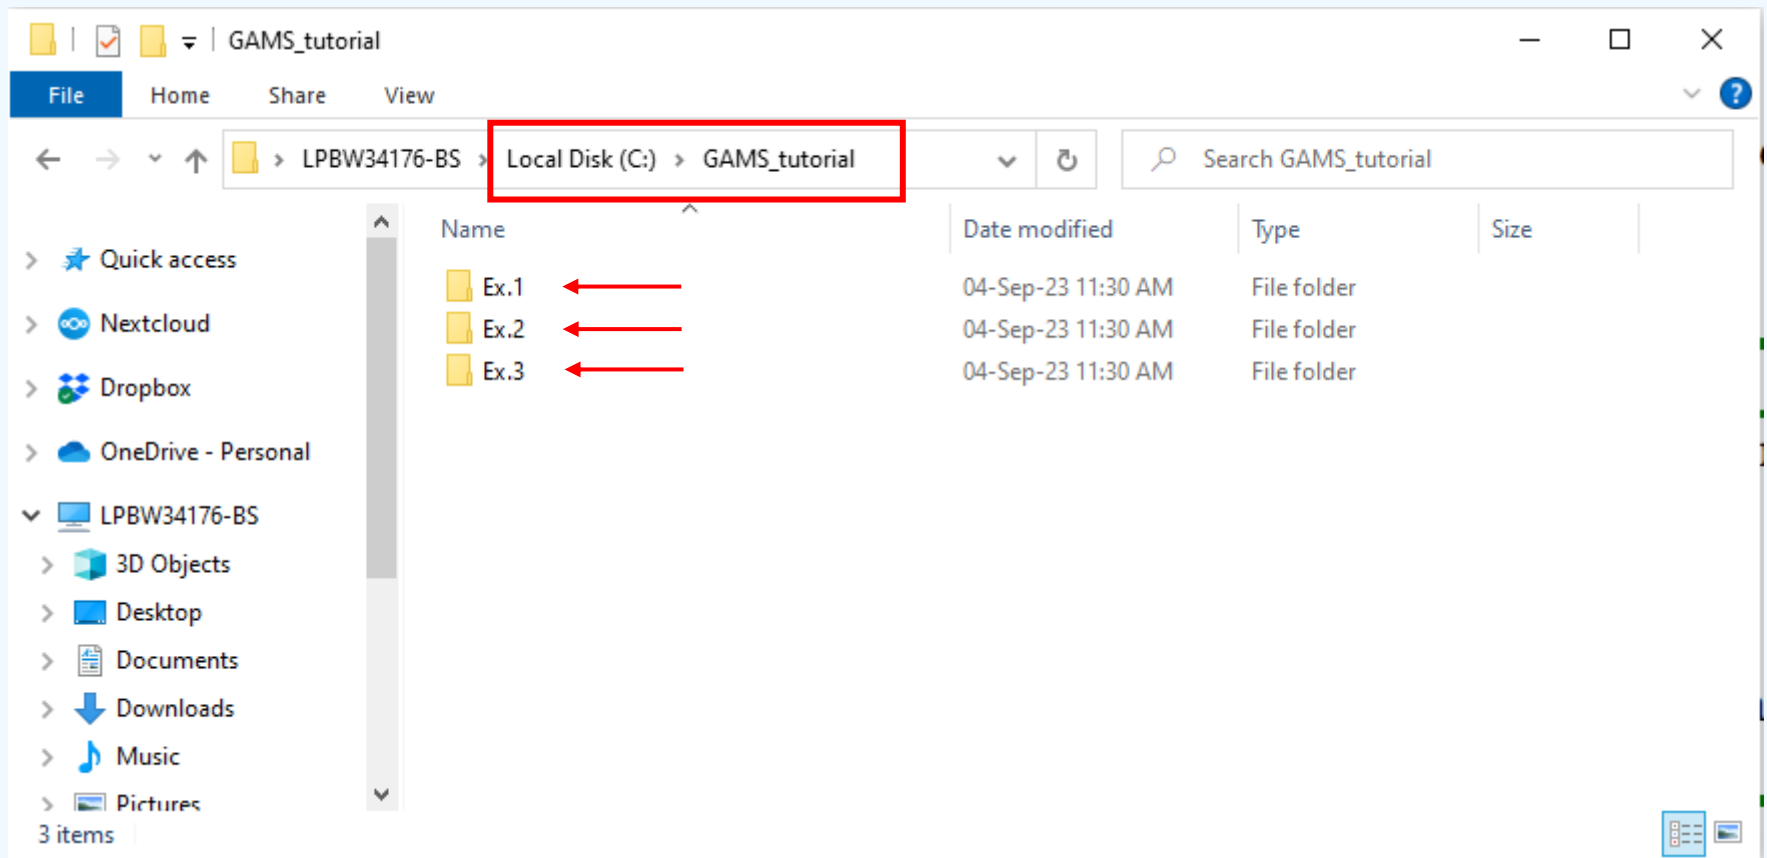 GAMS_tutorial
File Home Share View
LPBW34176-BS Local Disk (C:) GAMS_tutorial Search GAMS_tutorial
Name Date modified Type Size
Quick access
Nextcloud
Dropbox
OneDrive - Personal
LPBW34176-BS
3D Objects
Desktop
Documents
Downloads
Music
Pictures
Ex.1 04-Sep-23 11:30 AM File folder
Ex.2 04-Sep-23 11:30 AM File folder
Ex.3 04-Sep-23 11:30 AM File folder
3 items